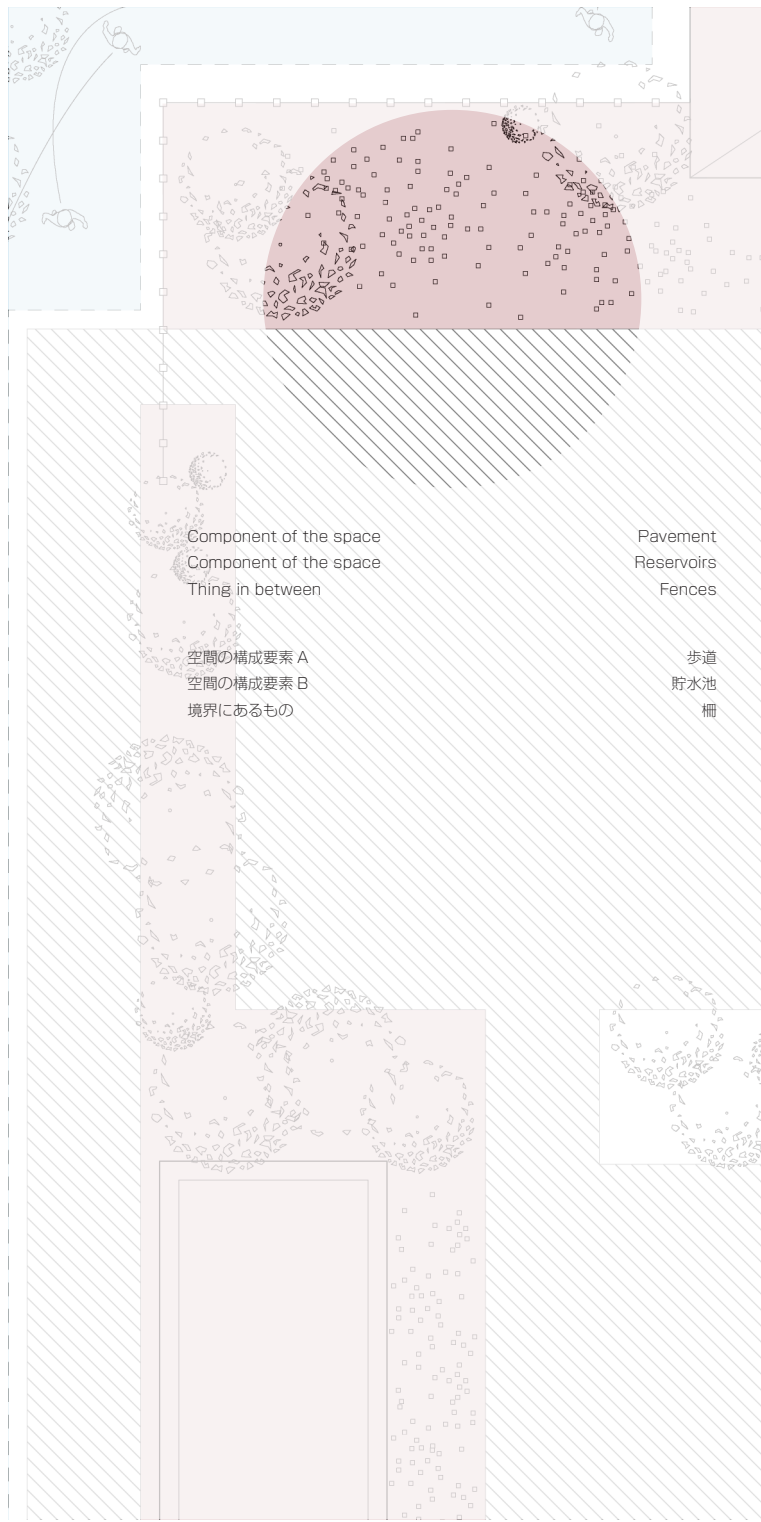 Component of the space Pavement
Component of the space Reservoirs
Thing in between Fences
空間の構成要素 A 歩道
空間の構成要素 B 貯水池
境界にあるもの 柵